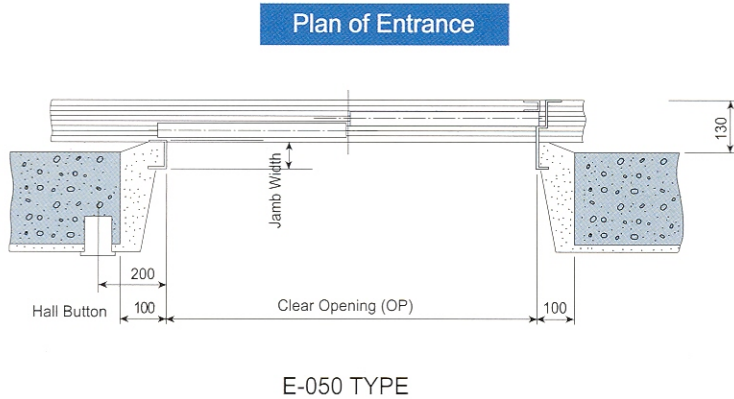 Plan of Entrance
130
Jamb Width
200
Hall Button
100
Clear Opening (OP)
100
E-050 TYPE